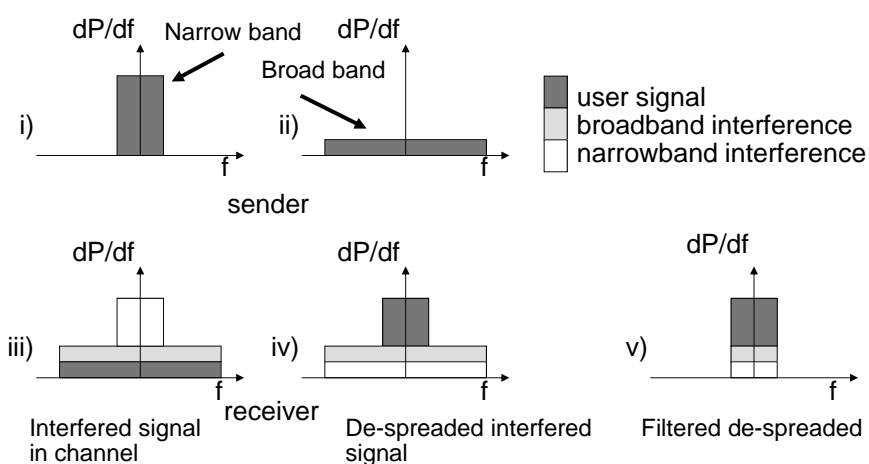 dP/df
Narrow band
dP/df
Broad band
i)
f
ii)
f
user signal
broadband interference
narrowband interference
sender
dP/df
dP/df
dP/df
iii)
f
iv)
f
v)
f
receiver
Interfered signal
in channel
De-spreaded interfered
signal
Filtered de-spreaded